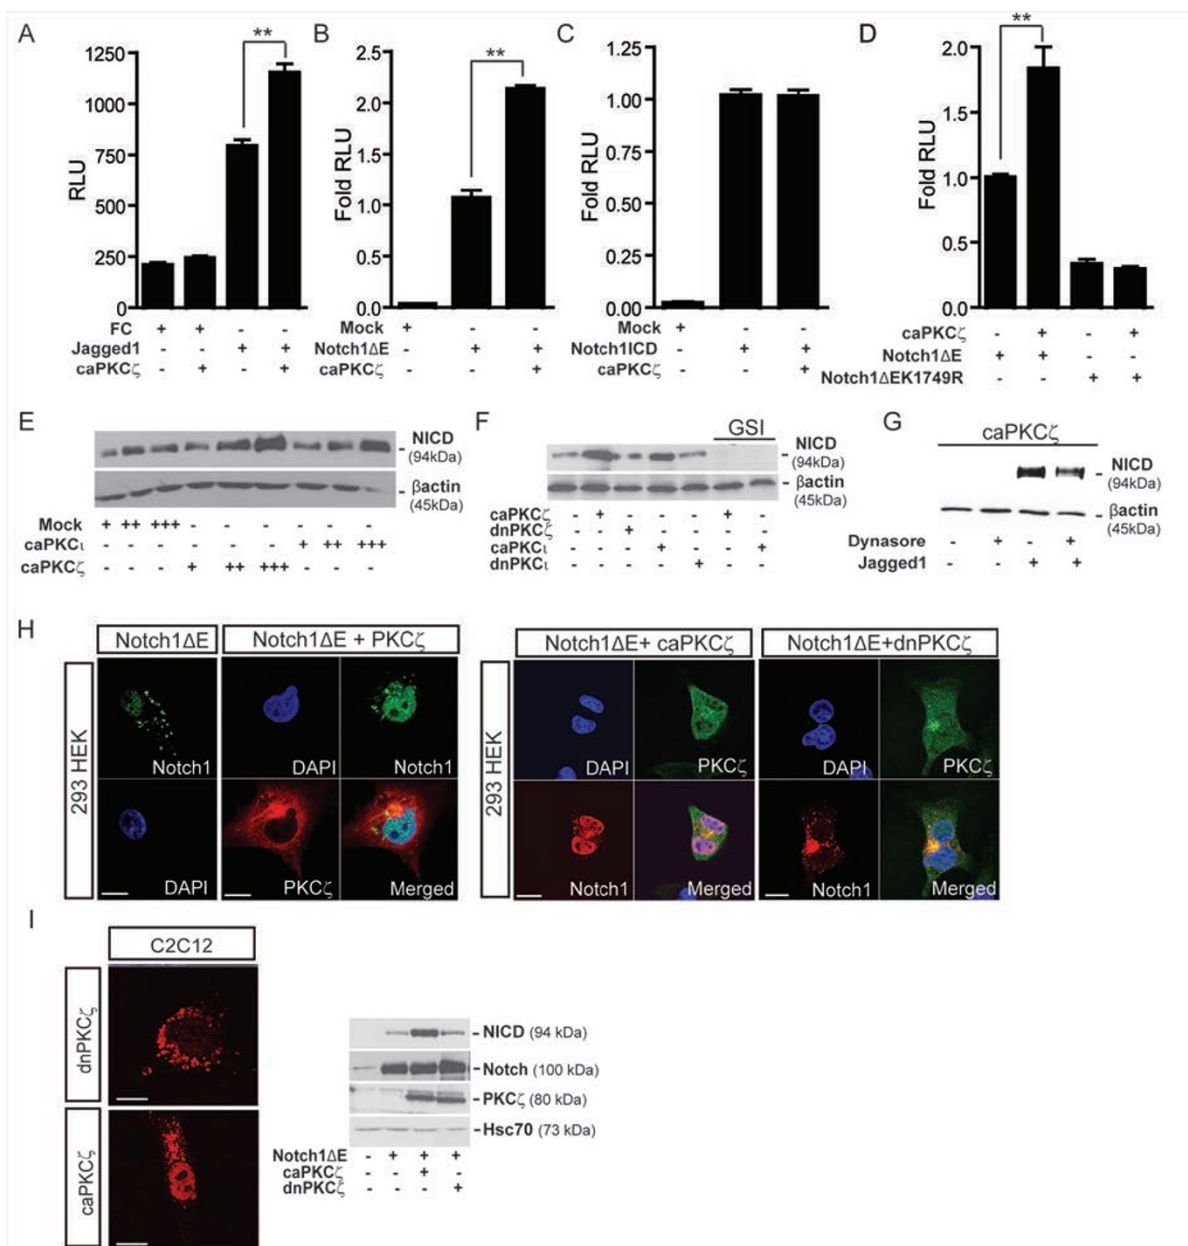 A
RLU
1250
1000
750
500
250
0
**
FC + + - -
Jagged1 - - + +
caPKCζ - + - +
B
Fold RLU
2.5
2.0
1.5
1.0
0.5
0.0
**
Mock + - -
Notch1ΔE - + +
caPKCζ - - +
C
Fold RLU
1.25
1.00
0.75
0.50
0.25
0.00
Mock + - -
Notch1ICD - + +
caPKCζ - - +
D
Fold RLU
2.0
1.5
1.0
0.5
0.0
**
caPKCζ - + - +
Notch1ΔE + + - -
Notch1ΔEK1749R - - + +
E
NICD
(94kDa)
βactin
(45kDa)
Mock + ++ +++ - - - - - -
caPKCι - - - - - - + ++ +++
caPKCζ - - - + ++ +++ - - -
F
GSI
NICD
(94kDa)
βactin
(45kDa)
caPKCζ - + - - - + -
dnPKCζ - - + - - - -
caPKCι - - - + - - +
dnPKCι - - - - + - -
G
caPKCζ
NICD
(94kDa)
βactin
(45kDa)
Dynasore - + - +
Jagged1 - - + +
H
Notch1ΔE
Notch1ΔE + PKCζ
293 HEK
Notch1
DAPI
Notch1
DAPI
PKCζ
Merged
Notch1ΔE+ caPKCζ
Notch1ΔE+dnPKCζ
293 HEK
DAPI
PKCζ
DAPI
PKCζ
Notch1
Merged
Notch1
Merged
I
C2C12
dnPKCζ
caPKCζ
NICD (94 kDa)
Notch (100 kDa)
PKCζ (80 kDa)
Hsc70 (73 kDa)
Notch1ΔE - + + +
caPKCζ - - + -
dnPKCζ - - - +